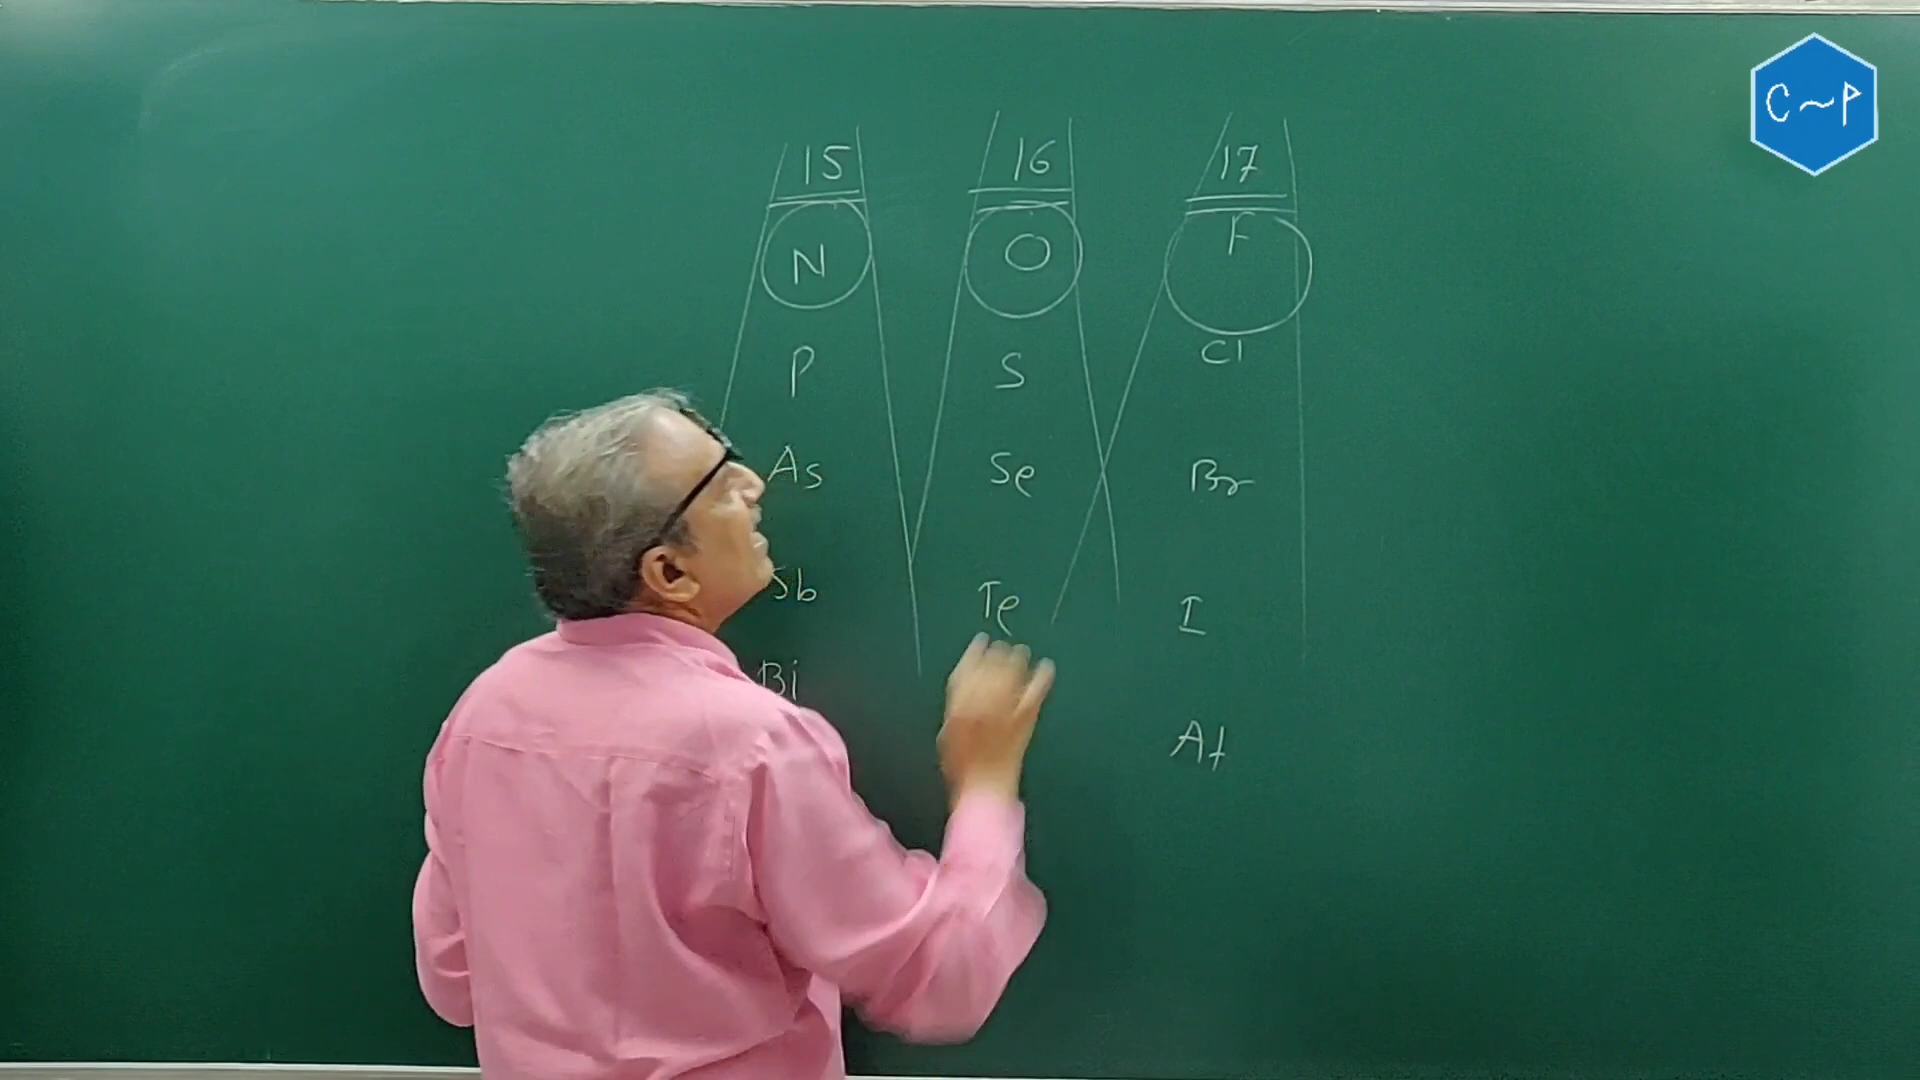 15 16 17
N O F
P S Cl
As Se Br
Sb Te I
Bi At
C~P